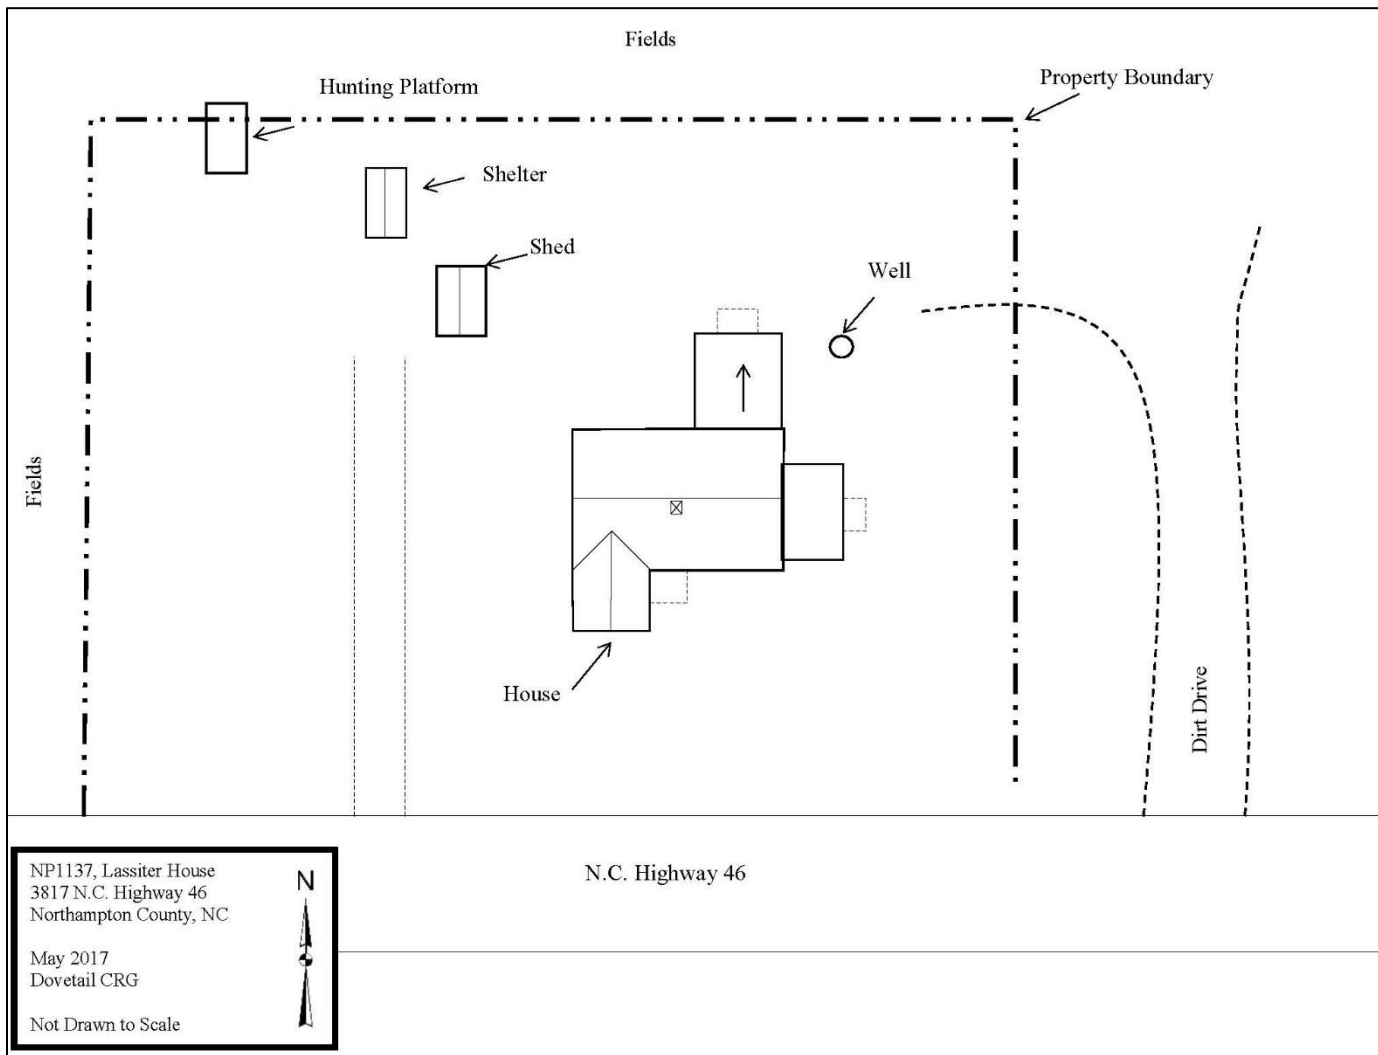 Fields
Property Boundary
Hunting Platform
Shelter
Shed
Well
Fields
House
Dirt Drive
N.C. Highway 46
NP1137, Lassiter House
3817 N.C. Highway 46
Northampton County, NC
N
May 2017
Dovetail CRG
Not Drawn to Scale